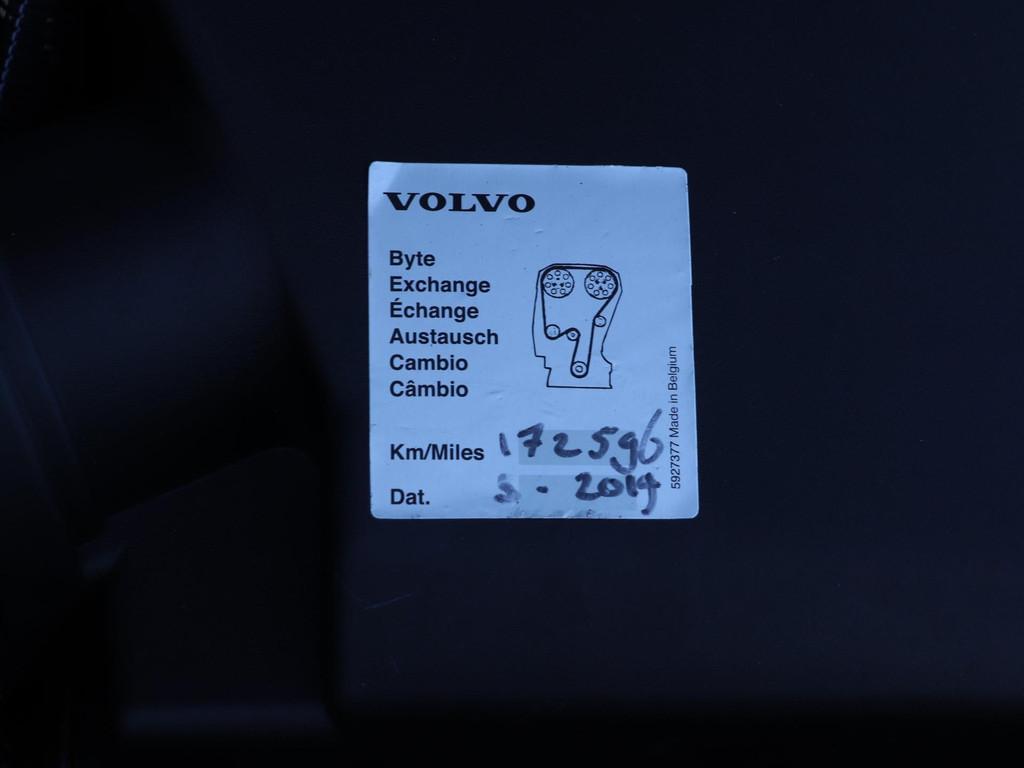 VOLVO
Byte
Exchange
Échange
Austausch
Cambio
Câmbio
Km/Miles 172596
Dat. - 2014
5927377 Made in Belgium